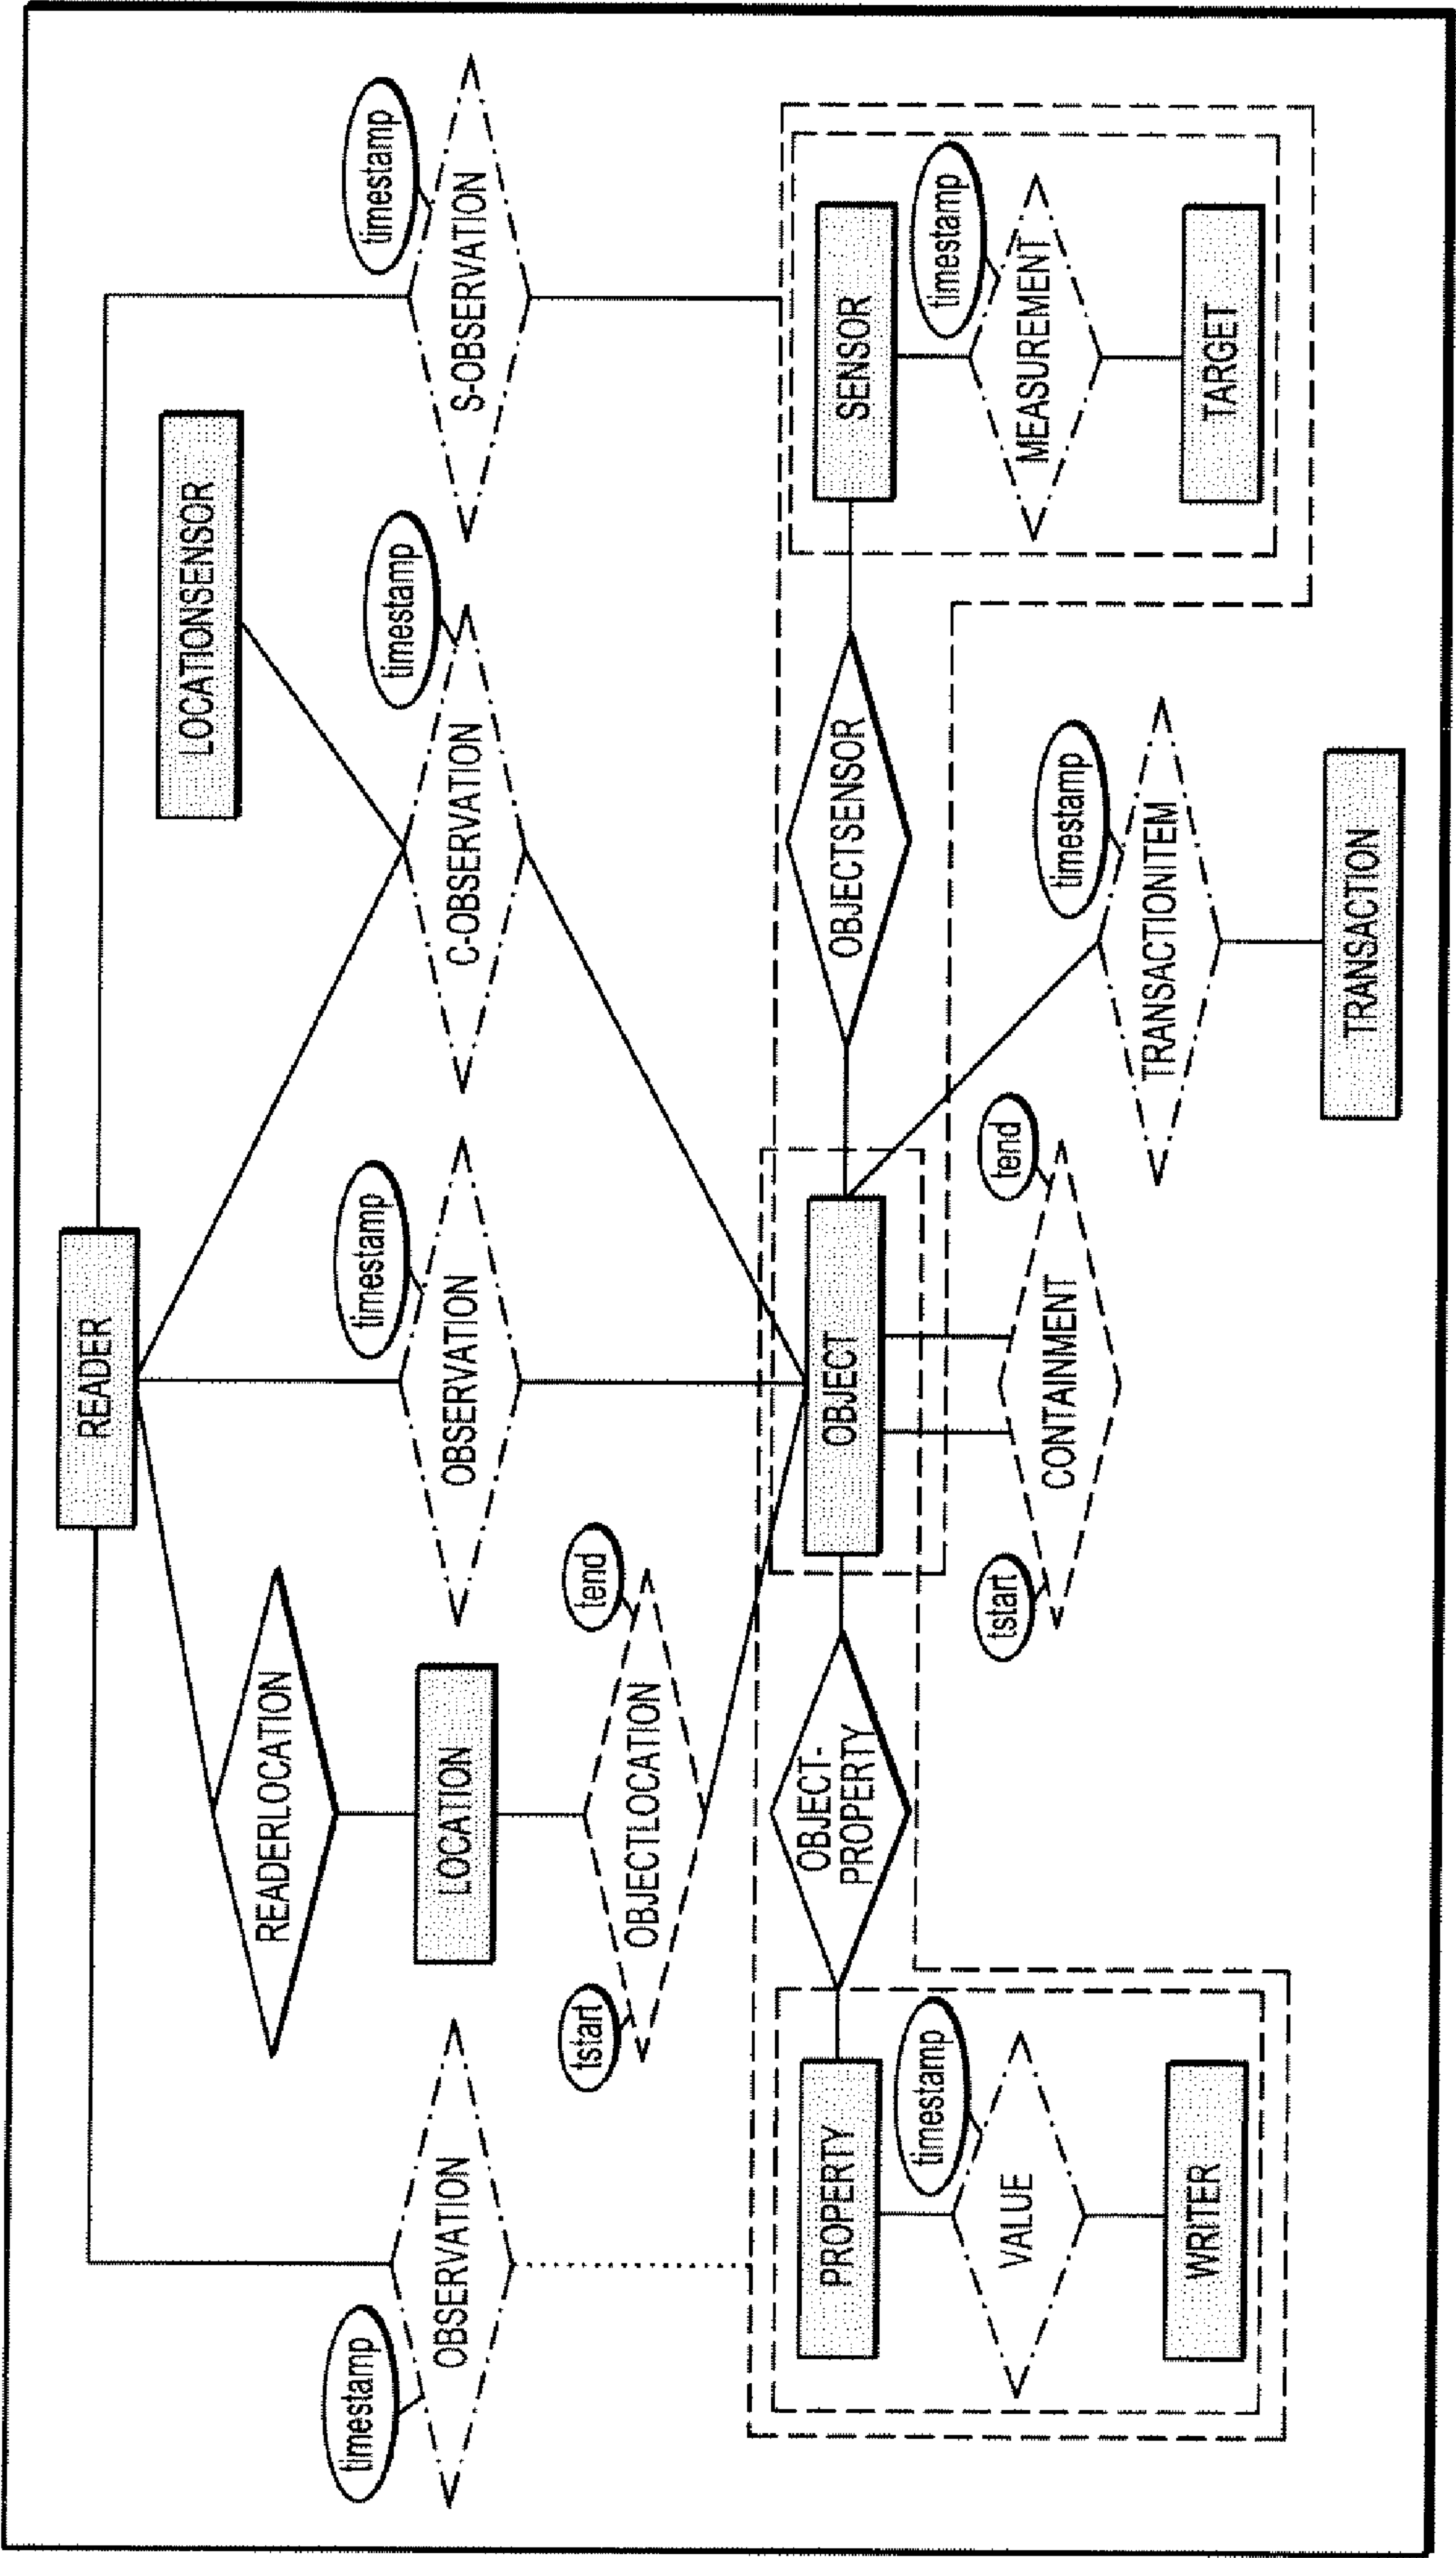 READER
LOCATIONSENSOR
READERLOCATION
timestamp
OBSERVATION
LOCATION
timestamp
OBSERVATION
timestamp
C-OBSERVATION
timestamp
S-OBSERVATION
tstart
OBJECTLOCATION
tend
PROPERTY
OBJECT-
PROPERTY
OBJECT
OBJECTSENSOR
SENSOR
timestamp
VALUE
WRITER
tstart
CONTAINMENT
tend
timestamp
TRANSACTIONITEM
TRANSACTION
timestamp
MEASUREMENT
TARGET